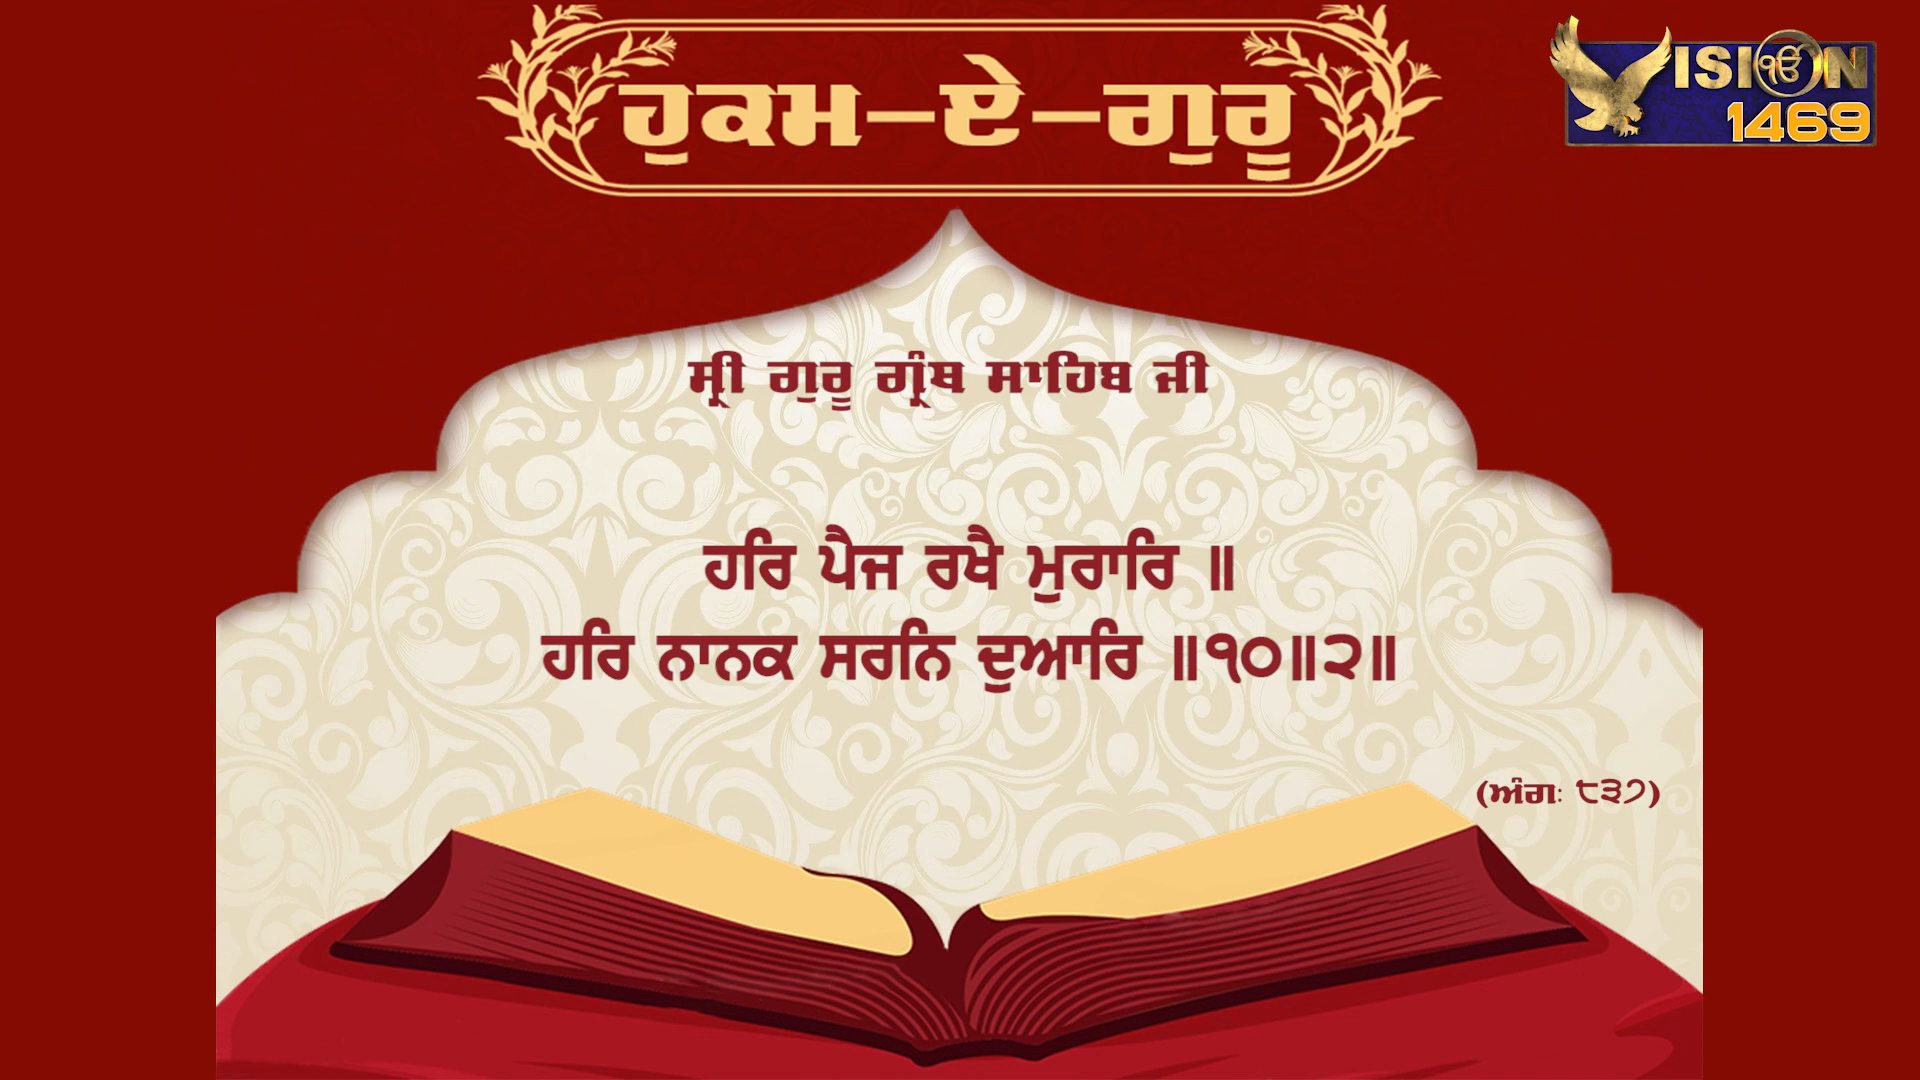 ਹੁਕਮ-ਏ-ਗੁਰੂ
VISION
1469
ਸ੍ਰੀ ਗੁਰੂ ਗ੍ਰੰਥ ਸਾਹਿਬ ਜੀ
ਹਰਿ ਪੈਜ ਰਖੈ ਮੁਰਾਰਿ ॥
ਹਰਿ ਨਾਨਕ ਸਰਨਿ ਦੁਆਰਿ ॥੧੦॥੨॥
(ਅੰਗ: ੮੩੭)